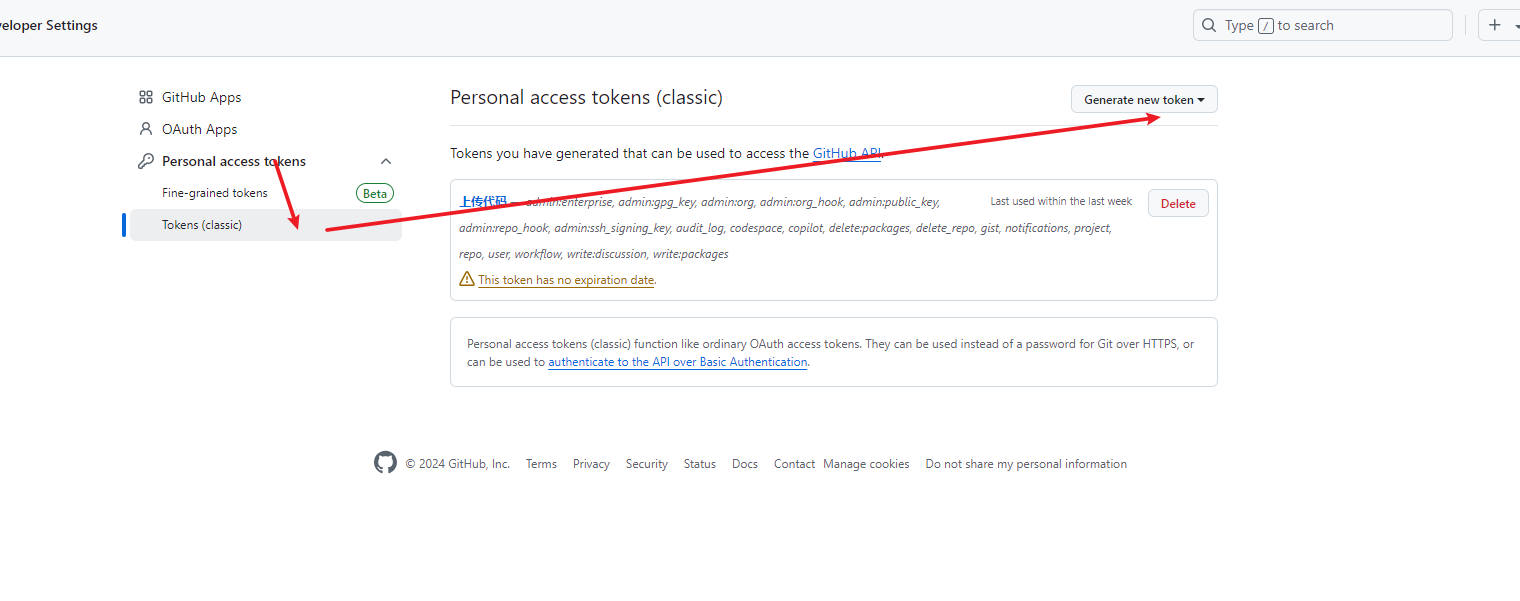 eloper Settings
Type / to search
GitHub Apps
OAuth Apps
Personal access tokens
Fine-grained tokens
Beta
Tokens (classic)
Personal access tokens (classic)
Generate new token
Tokens you have generated that can be used to access the GitHub API.
上传代码 — admin:enterprise, admin:gpg_key, admin:org, admin:org_hook, admin:public_key,
admin:repo_hook, admin:ssh_signing_key, audit_log, codespace, copilot, delete:packages, delete_repo, gist, notifications, project,
repo, user, workflow, write:discussion, write:packages
Last used within the last week
Delete
This token has no expiration date.
Personal access tokens (classic) function like ordinary OAuth access tokens. They can be used instead of a password for Git over HTTPS, or
can be used to authenticate to the API over Basic Authentication.
© 2024 GitHub, Inc. Terms Privacy Security Status Docs Contact Manage cookies Do not share my personal information